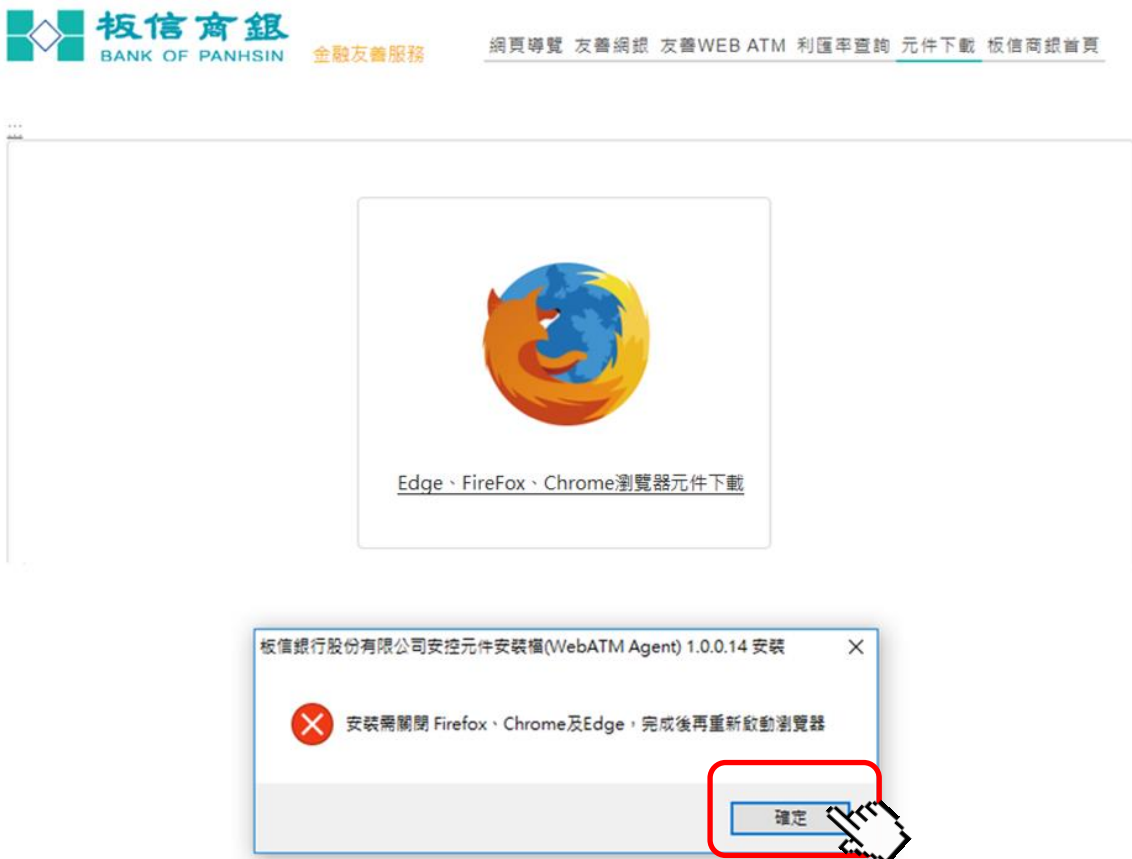 板信商銀
BANK OF PANHSIN
金融友善服務
網頁導覽 友善網銀 友善WEB ATM 利匯率查詢 元件下載 板信商銀首頁
...
Edge、FireFox、Chrome瀏覽器元件下載
板信銀行股份有限公司安控元件安裝檔(WebATM Agent) 1.0.0.14 安裝
安裝需關閉 Firefox、Chrome及Edge，完成後再重新啟動瀏覽器
確定